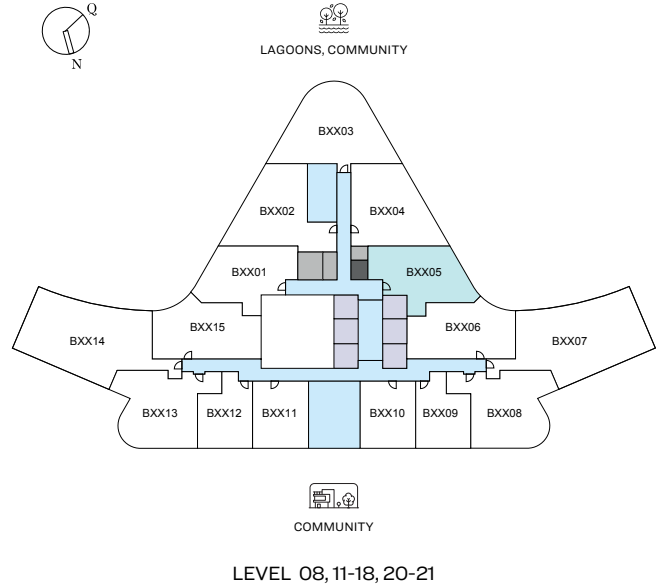 Q
N
LAGOONS, COMMUNITY
BXX03
BXX02
BXX04
BXX01
BXX05
BXX15
BXX06
BXX14
BXX07
BXX13
BXX12
BXX11
BXX10
BXX09
BXX08
COMMUNITY
LEVEL 08, 11-18, 20-21